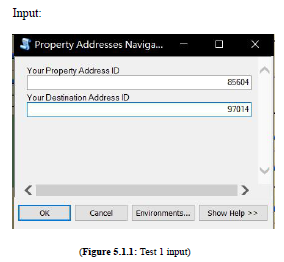 Input:
Property Addresses Naviga...
Your Property Address ID
85604
Your Destination Address ID
97014
OK Cancel Environments... Show Help >>
(Figure 5.1.1: Test 1 input)